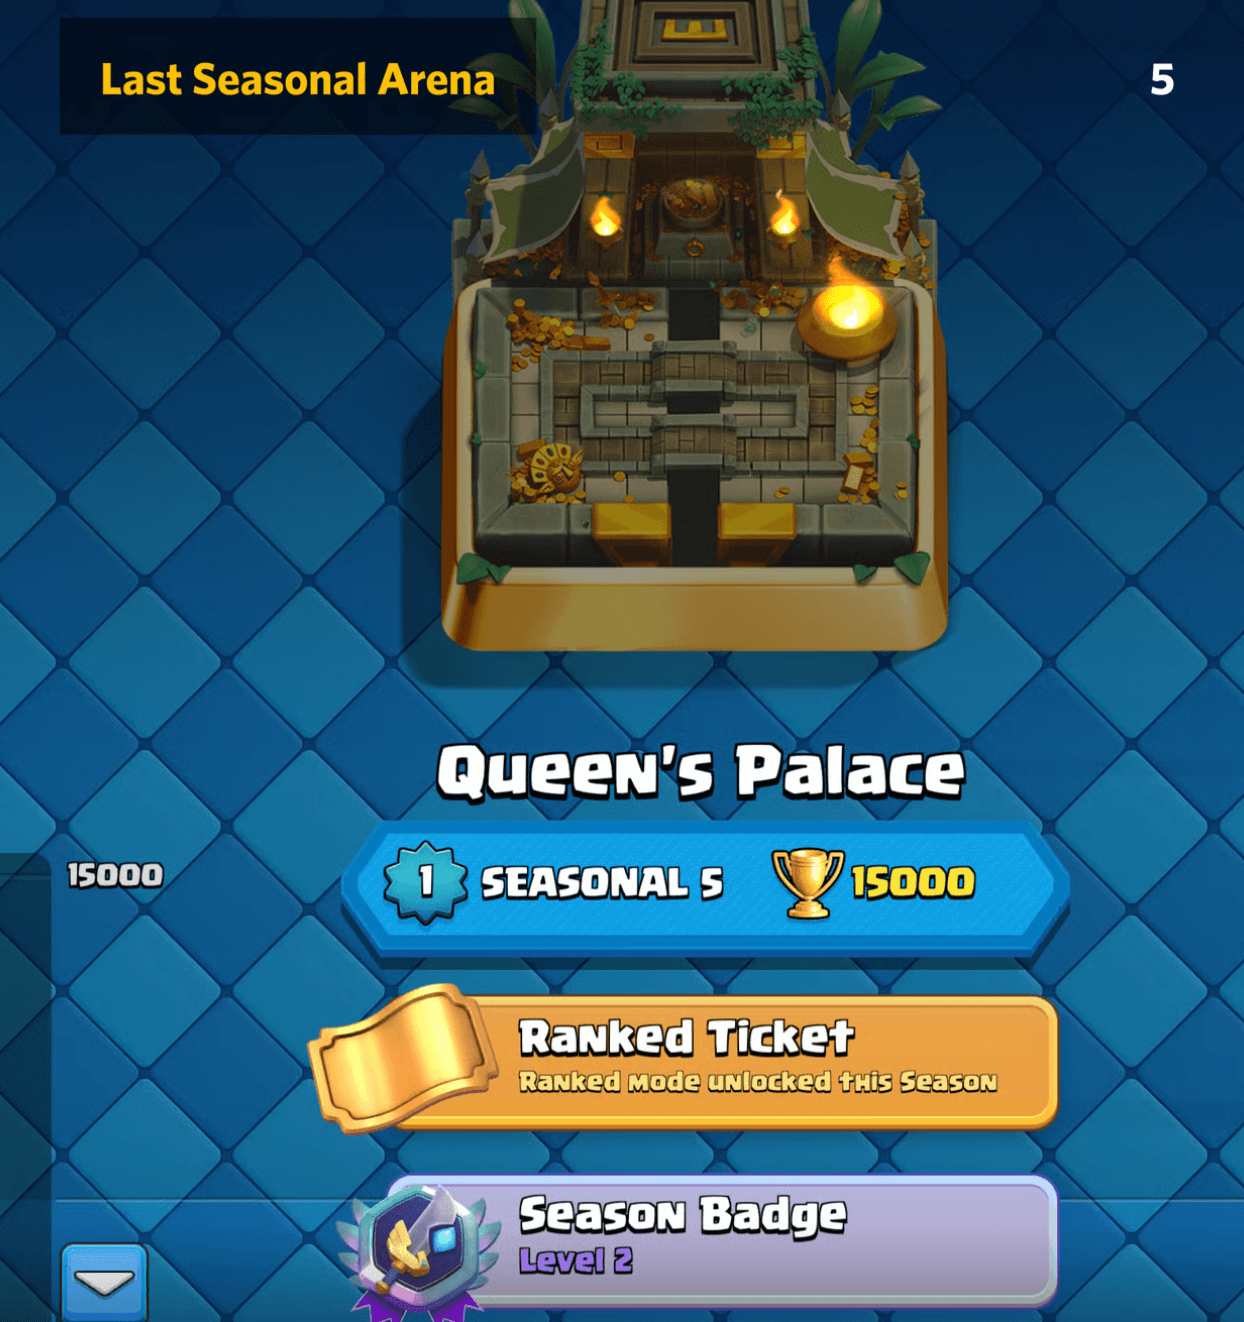 Last Seasonal Arena
5
Queen's Palace
15000
1
SEASONAL 5
15000
Ranked Ticket
Ranked mode unlocked this Season
Season Badge
Level 2